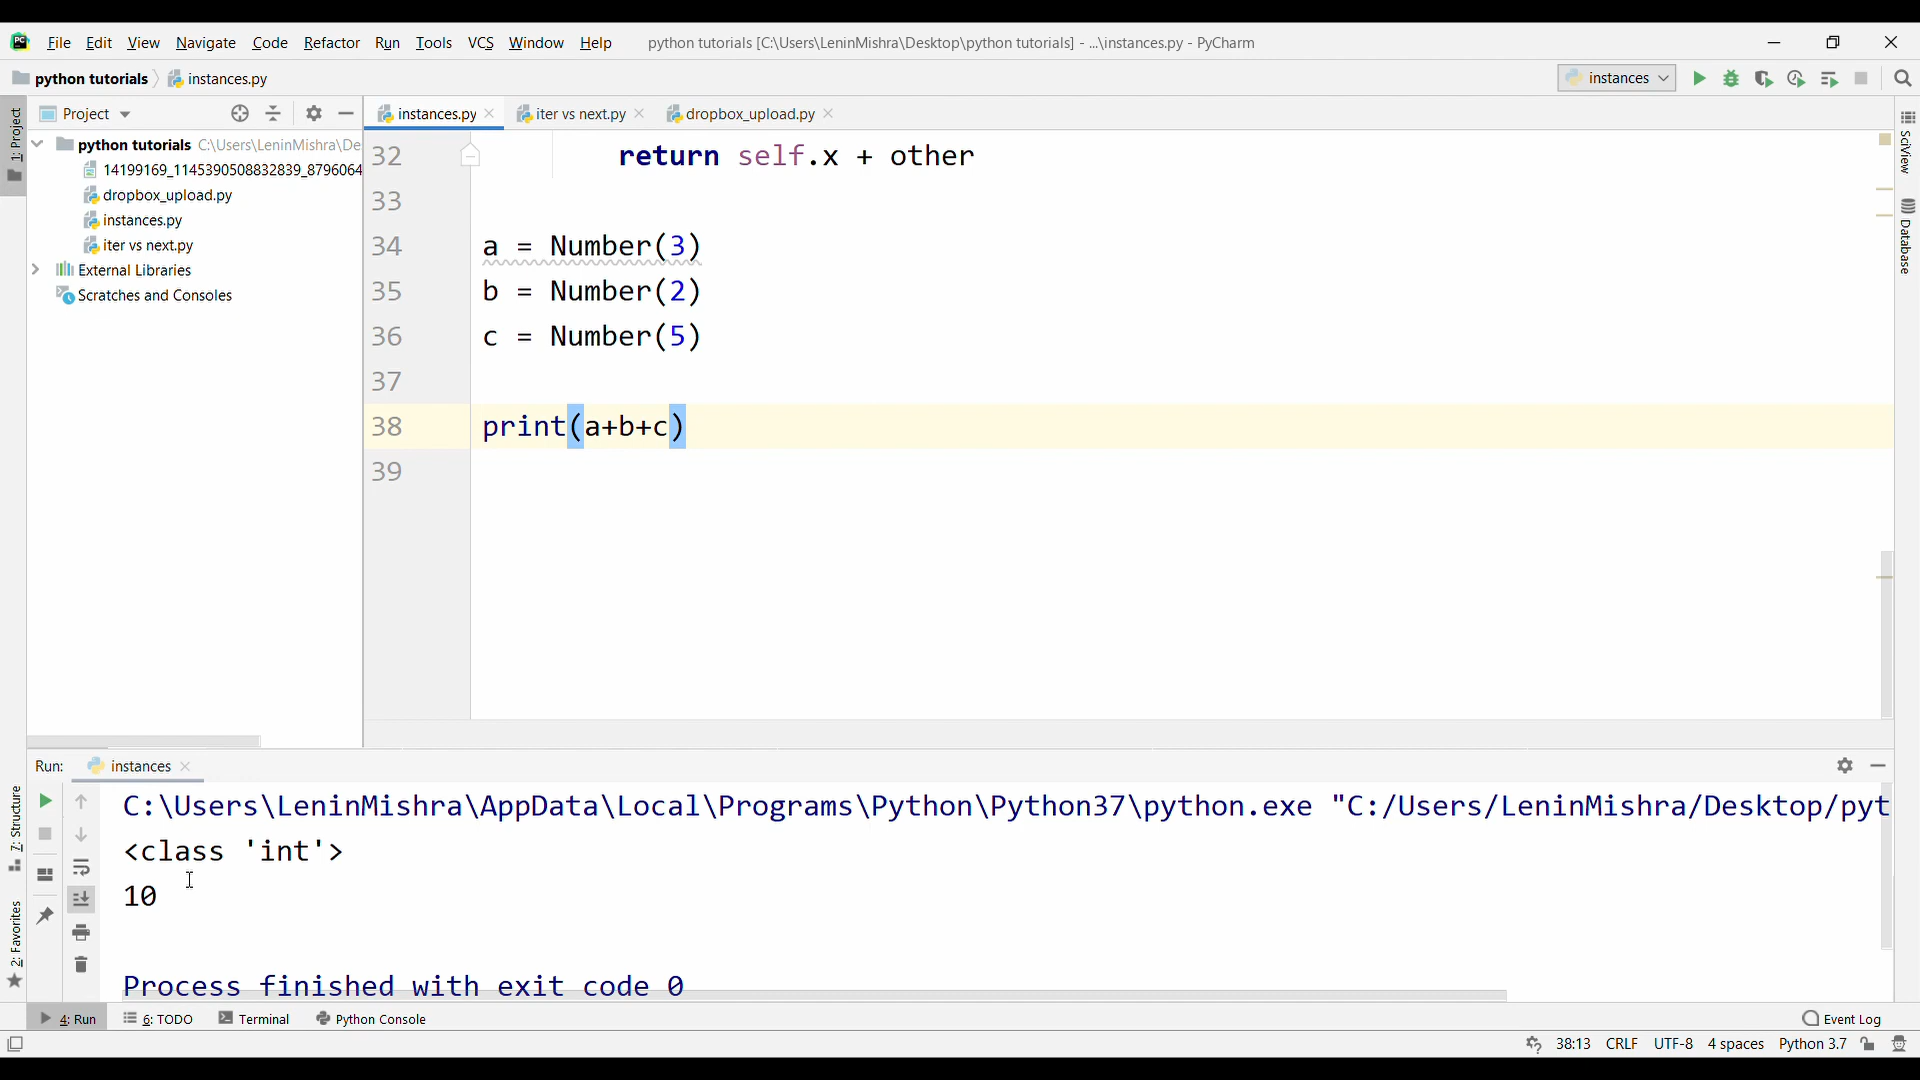 File Edit View Navigate Code Refactor Run Tools VCS Window Help python tutorials [C:\Users\LeninMishra\Desktop\python tutorials] - ...\instances.py - PyCharm
python tutorials instances.py instances
1: Project
Project instances.py iter vs next.py dropbox_upload.py
python tutorials C:\Users\LeninMishra\De
14199169_1145390508832839_8796064
dropbox_upload.py
instances.py
iter vs next.py
External Libraries
Scratches and Consoles
32 return self.x + other
33
34 a = Number(3)
35 b = Number(2)
36 c = Number(5)
37
38 print(a+b+c)
39
SciView
Database
Run: instances
7: Structure
2: Favorites
C:\Users\LeninMishra\AppData\Local\Programs\Python\Python37\python.exe "C:/Users/LeninMishra/Desktop/pyt
<class 'int'>
10
Process finished with exit code 0
4: Run 6: TODO Terminal Python Console Event Log
38:13 CRLF UTF-8 4 spaces Python 3.7